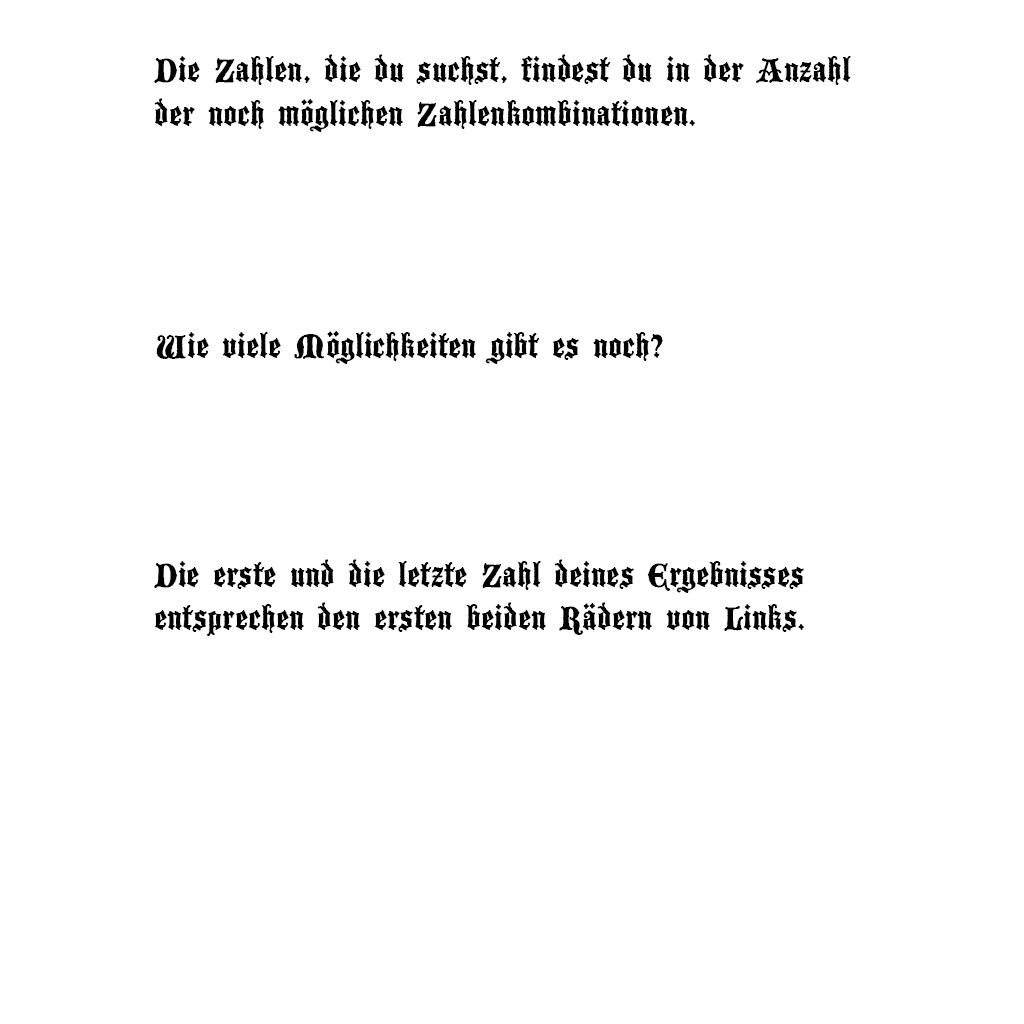 Die Zahlen, die du suchst, findest du in der Anzahl
der noch möglichen Zahlenkombinationen.
Wie viele Möglichkeiten gibt es noch?
Die erste und die letzte Zahl deines Ergebnisses
entsprechen den ersten beiden Rädern von Links.